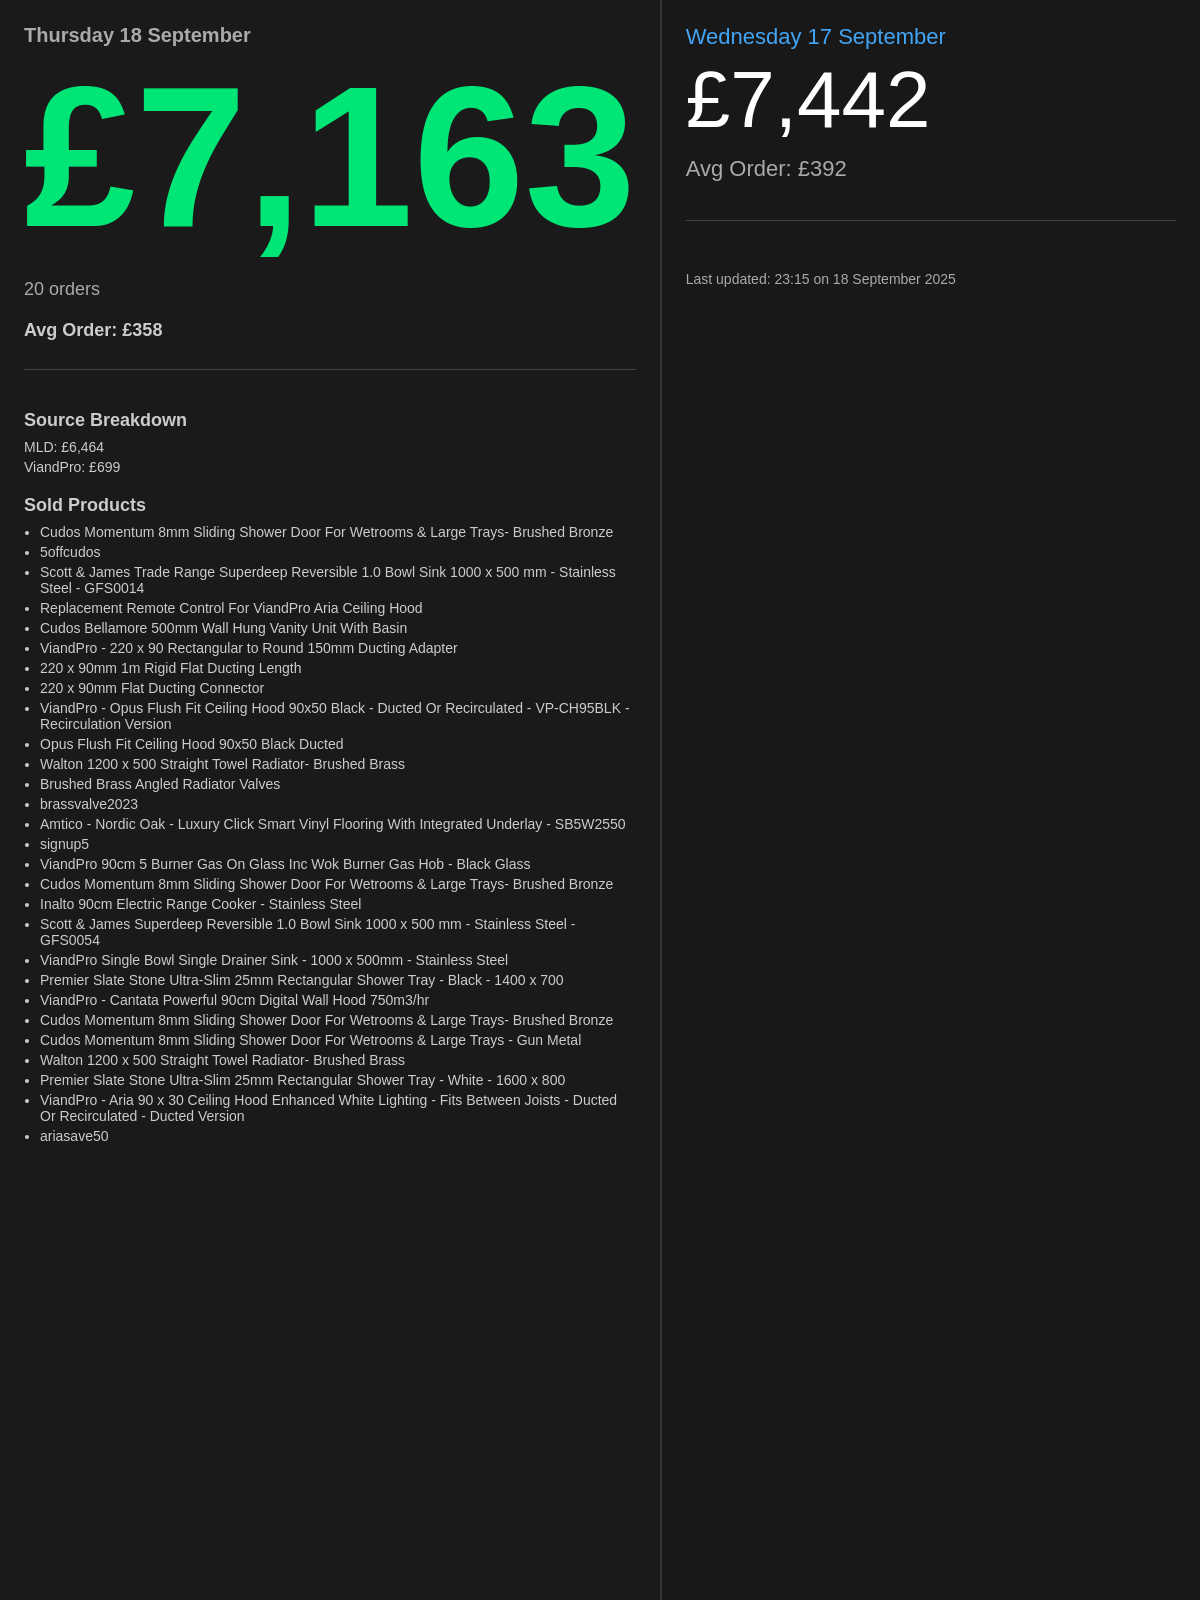 Thursday 18 September
£7,163
20 orders
Avg Order: £358
Source Breakdown
MLD: £6,464
ViandPro: £699
Sold Products
• Cudos Momentum 8mm Sliding Shower Door For Wetrooms & Large Trays- Brushed Bronze
• 5offcudos
• Scott & James Trade Range Superdeep Reversible 1.0 Bowl Sink 1000 x 500 mm - Stainless
Steel - GFS0014
• Replacement Remote Control For ViandPro Aria Ceiling Hood
• Cudos Bellamore 500mm Wall Hung Vanity Unit With Basin
• ViandPro - 220 x 90 Rectangular to Round 150mm Ducting Adapter
• 220 x 90mm 1m Rigid Flat Ducting Length
• 220 x 90mm Flat Ducting Connector
• ViandPro - Opus Flush Fit Ceiling Hood 90x50 Black - Ducted Or Recirculated - VP-CH95BLK -
Recirculation Version
• Opus Flush Fit Ceiling Hood 90x50 Black Ducted
• Walton 1200 x 500 Straight Towel Radiator- Brushed Brass
• Brushed Brass Angled Radiator Valves
• brassvalve2023
• Amtico - Nordic Oak - Luxury Click Smart Vinyl Flooring With Integrated Underlay - SB5W2550
• signup5
• ViandPro 90cm 5 Burner Gas On Glass Inc Wok Burner Gas Hob - Black Glass
• Cudos Momentum 8mm Sliding Shower Door For Wetrooms & Large Trays- Brushed Bronze
• Inalto 90cm Electric Range Cooker - Stainless Steel
• Scott & James Superdeep Reversible 1.0 Bowl Sink 1000 x 500 mm - Stainless Steel -
GFS0054
• ViandPro Single Bowl Single Drainer Sink - 1000 x 500mm - Stainless Steel
• Premier Slate Stone Ultra-Slim 25mm Rectangular Shower Tray - Black - 1400 x 700
• ViandPro - Cantata Powerful 90cm Digital Wall Hood 750m3/hr
• Cudos Momentum 8mm Sliding Shower Door For Wetrooms & Large Trays- Brushed Bronze
• Cudos Momentum 8mm Sliding Shower Door For Wetrooms & Large Trays - Gun Metal
• Walton 1200 x 500 Straight Towel Radiator- Brushed Brass
• Premier Slate Stone Ultra-Slim 25mm Rectangular Shower Tray - White - 1600 x 800
• ViandPro - Aria 90 x 30 Ceiling Hood Enhanced White Lighting - Fits Between Joists - Ducted
Or Recirculated - Ducted Version
• ariasave50
Wednesday 17 September
£7,442
Avg Order: £392
Last updated: 23:15 on 18 September 2025